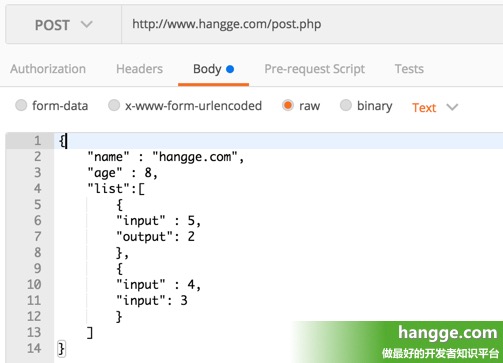 POST http://www.hangge.com/post.php
Authorization Headers Body Pre-request Script Tests
form-data x-www-form-urlencoded raw binary Text
1 {
2 "name" : "hangge.com",
3 "age" : 8,
4 "list":[
5 {
6 "input" : 5,
7 "output": 2
8 },
9 {
10 "input" : 4,
11 "input": 3
12 }
13 ]
14 }
hangge.com
做最好的开发者知识平台